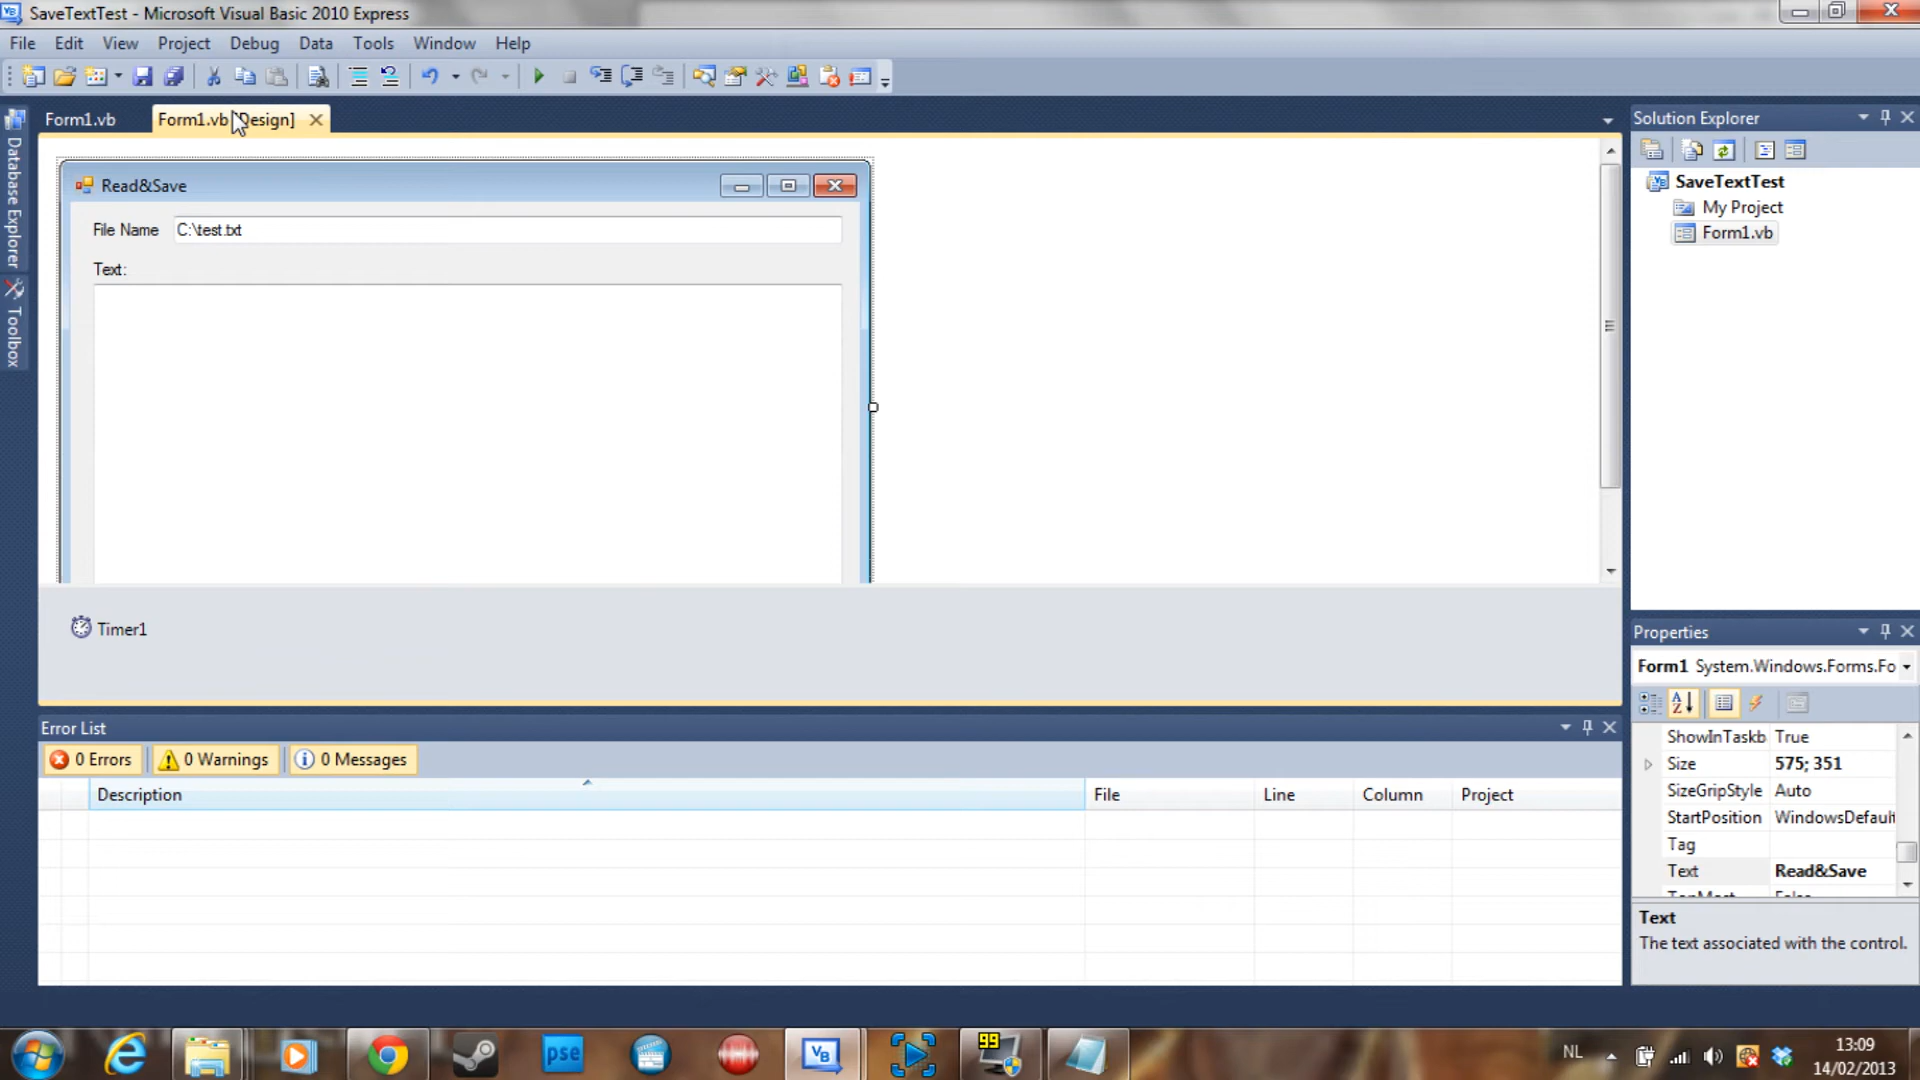 SaveTextTest - Microsoft Visual Basic 2010 Express
File Edit View Project Debug Data Tools Window Help
Form1.vb
Form1.vb [Design]
Database Explorer
Toolbox
Read&Save
File Name C:\test.txt
Text:
Timer1
Error List
0 Errors 0 Warnings 0 Messages
Description File Line Column Project
Solution Explorer
SaveTextTest
My Project
Form1.vb
Properties
Form1 System.Windows.Forms.Fo
ShowInTaskb True
Size 575; 351
SizeGripStyle Auto
StartPosition WindowsDefault
Tag
Text Read&Save
Text
The text associated with the control.
pse
VB
99
NL
13:09
14/02/2013